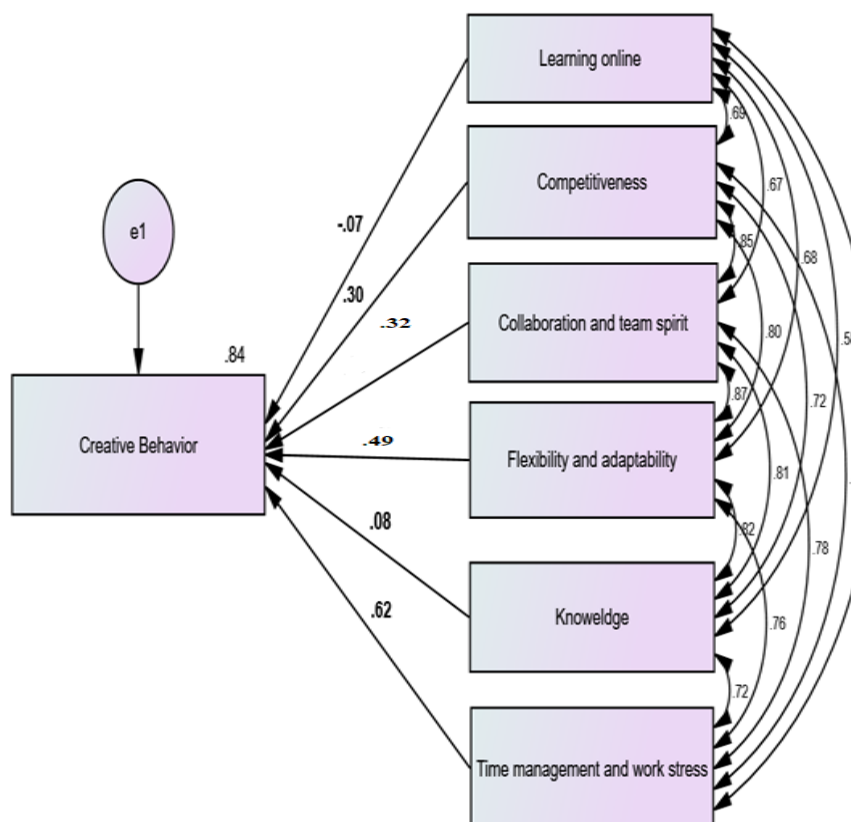 Learning online
.69
Competitiveness
.67
e1
-.07
.85
.68
.30
.32
Collaboration and team spirit
.80
.84
.87
.72
Creative Behavior
.49
Flexibility and adaptability
.81
.08
.82
.78
Knoweldge
.62
.76
.72
Time management and work stress